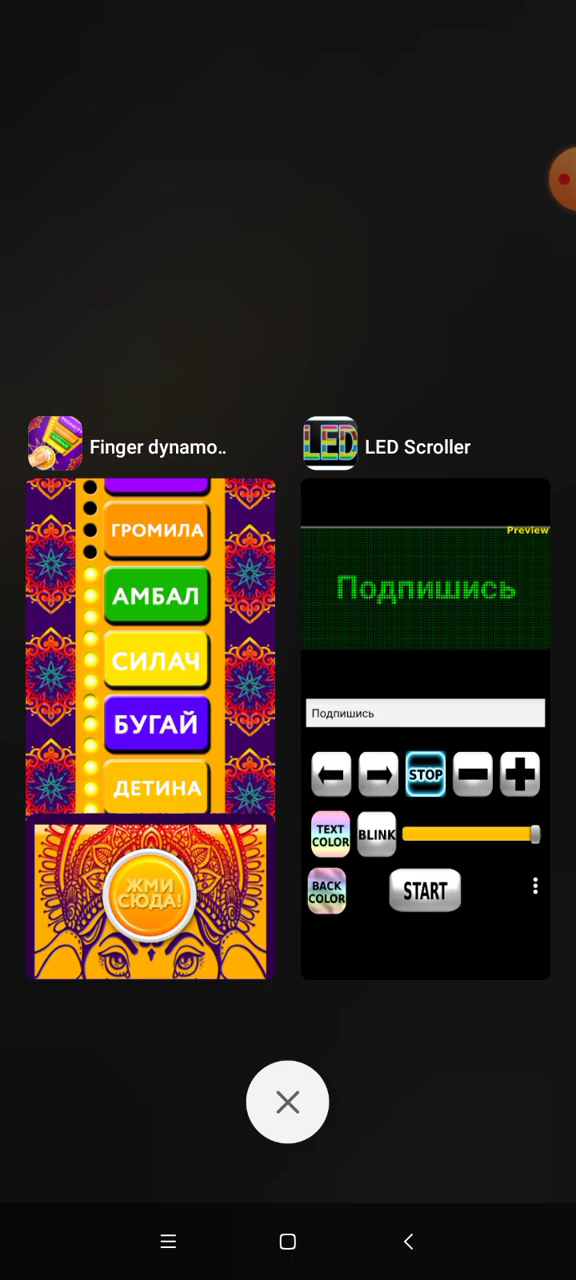 Finger dynamo..
ГРОМИЛА
АМБАЛ
СИЛАЧ
БУГАЙ
ДЕТИНА
ЖМИ
СЮДА!
LED
LED Scroller
Preview
Подпишись
Подпишись
STOP
TEXT
COLOR
BLINK
BACK
COLOR
START